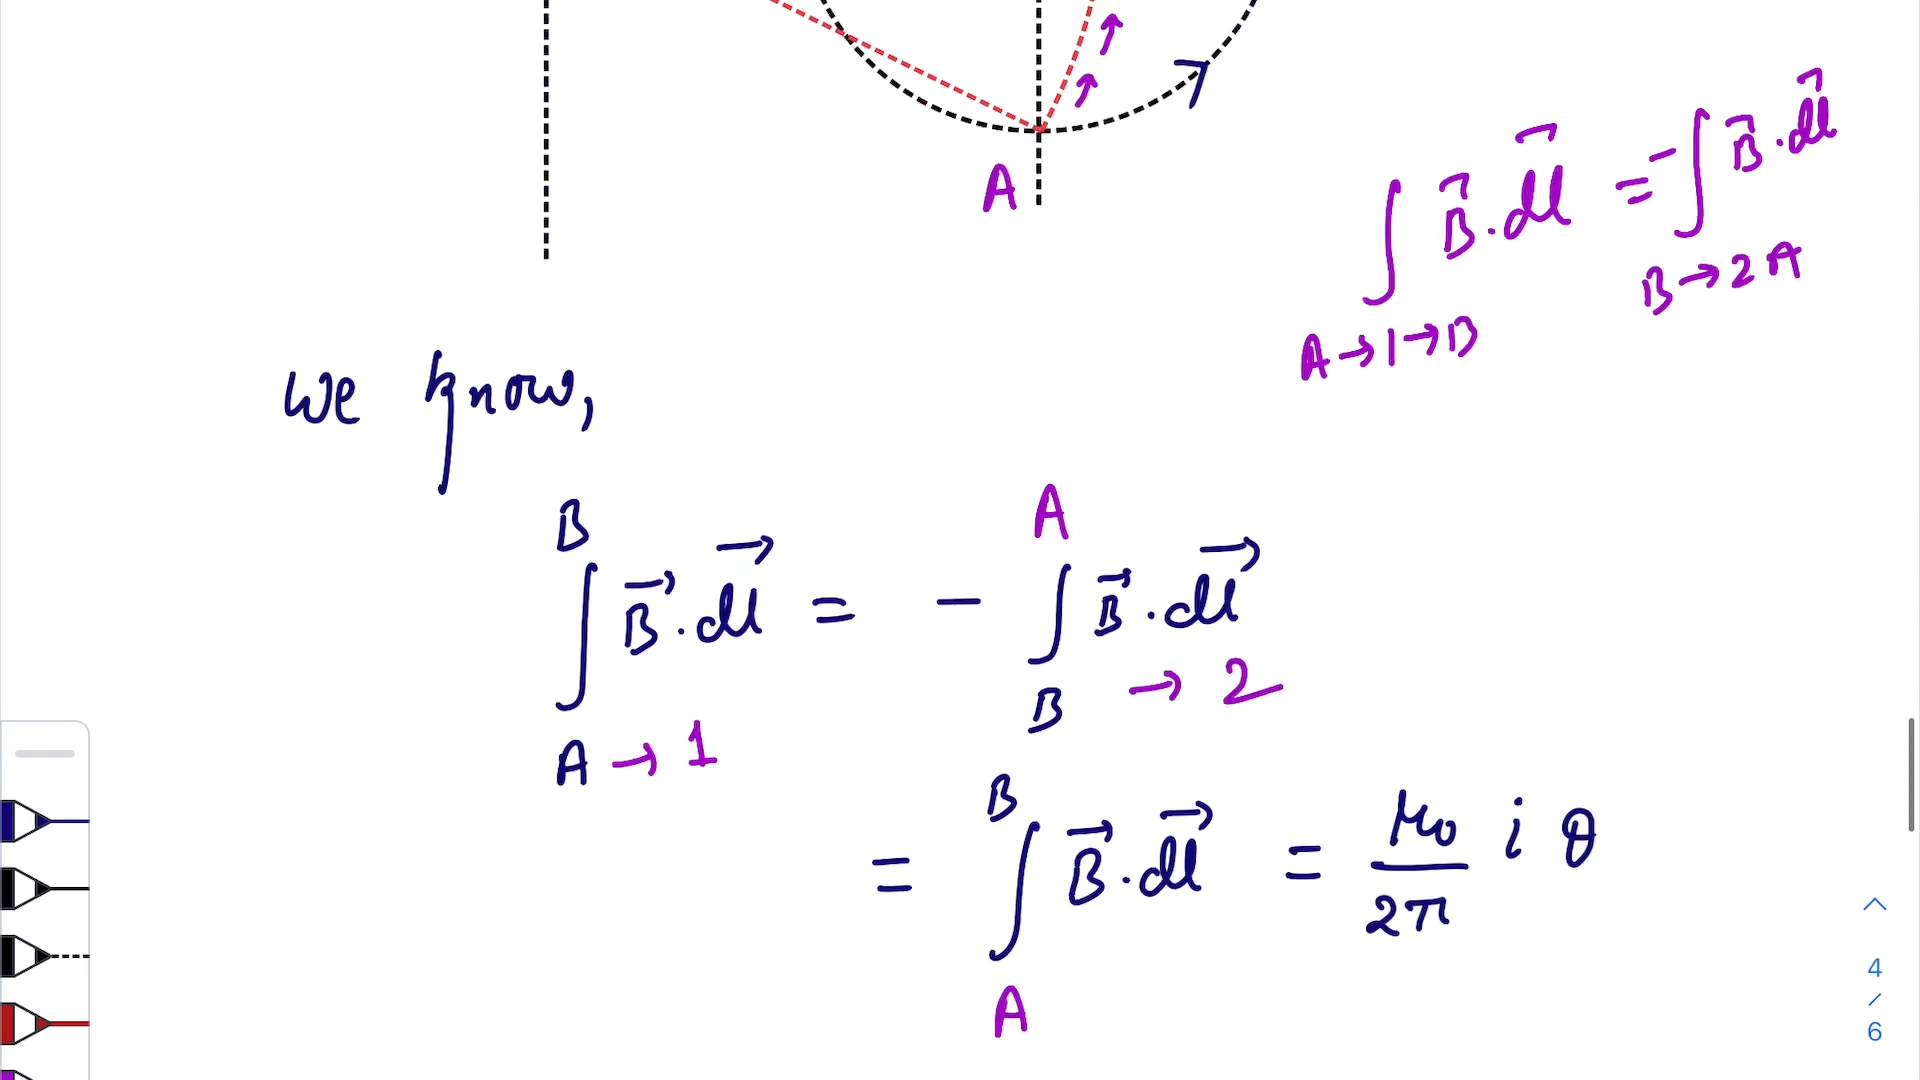 A
∫ B⃗ . dl⃗ = - ∫ B⃗ . dl⃗
A→1→B B→2A
We know,
B A
∫ B⃗ . dl⃗ = - ∫ B⃗ . dl⃗
A → 1 B → 2
B
= ∫ B⃗ . dl⃗ = μ₀/2π i θ
A
4
/
6